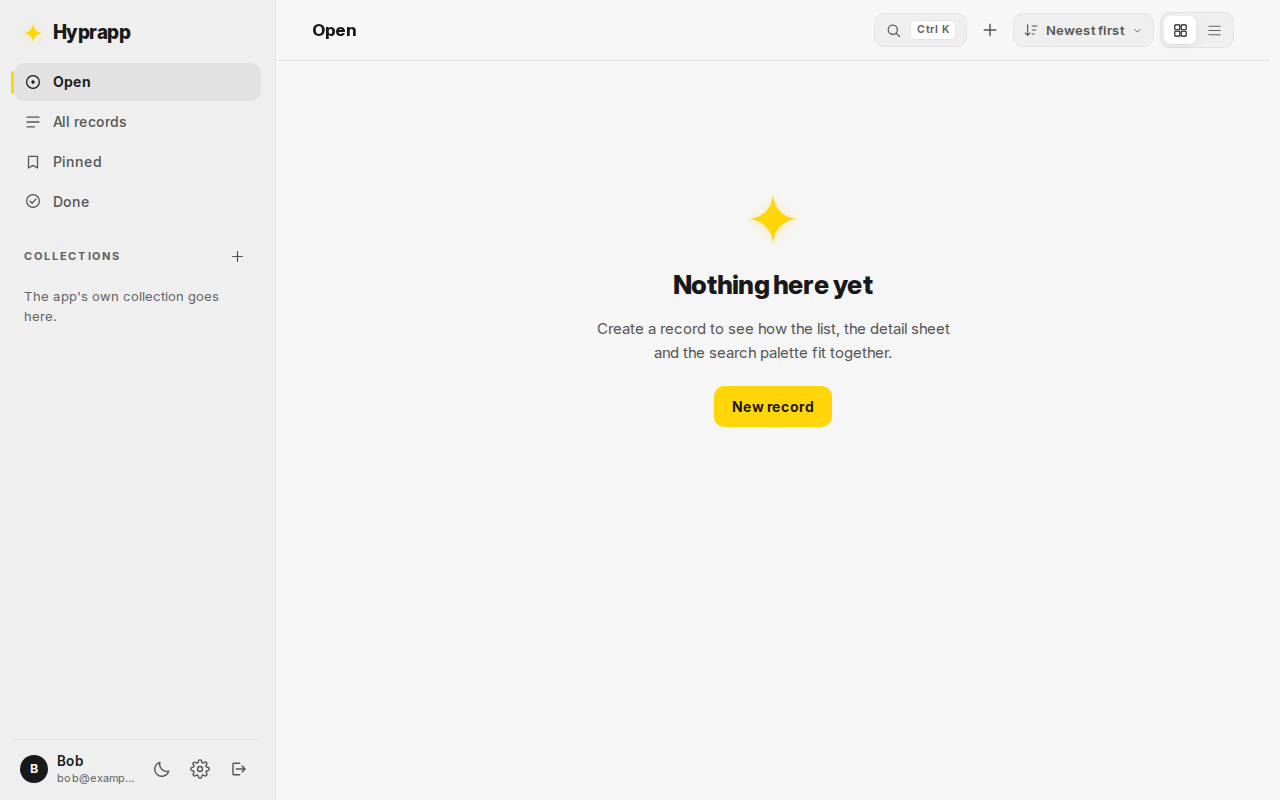 Hyprapp
Open
All records
Pinned
Done
COLLECTIONS
The app's own collection goes
here.
B
Bob
bob@examp...
Open
Ctrl K
Newest first
Nothing here yet
Create a record to see how the list, the detail sheet
and the search palette fit together.
New record